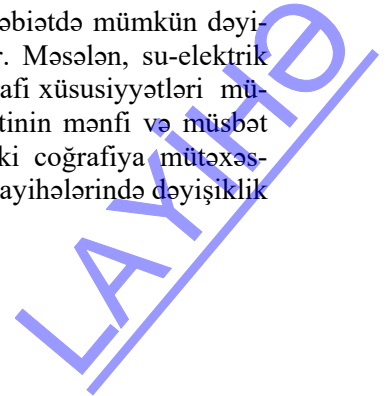 əbiətdə mümkün dəyi-
r. Məsələn, su-elektrik
afi xüsusiyyətləri mü-
tinin mənfi və müsbət
ki coğrafiya mütəxəs-
ayihələrində dəyişiklik
LAYİHƏ